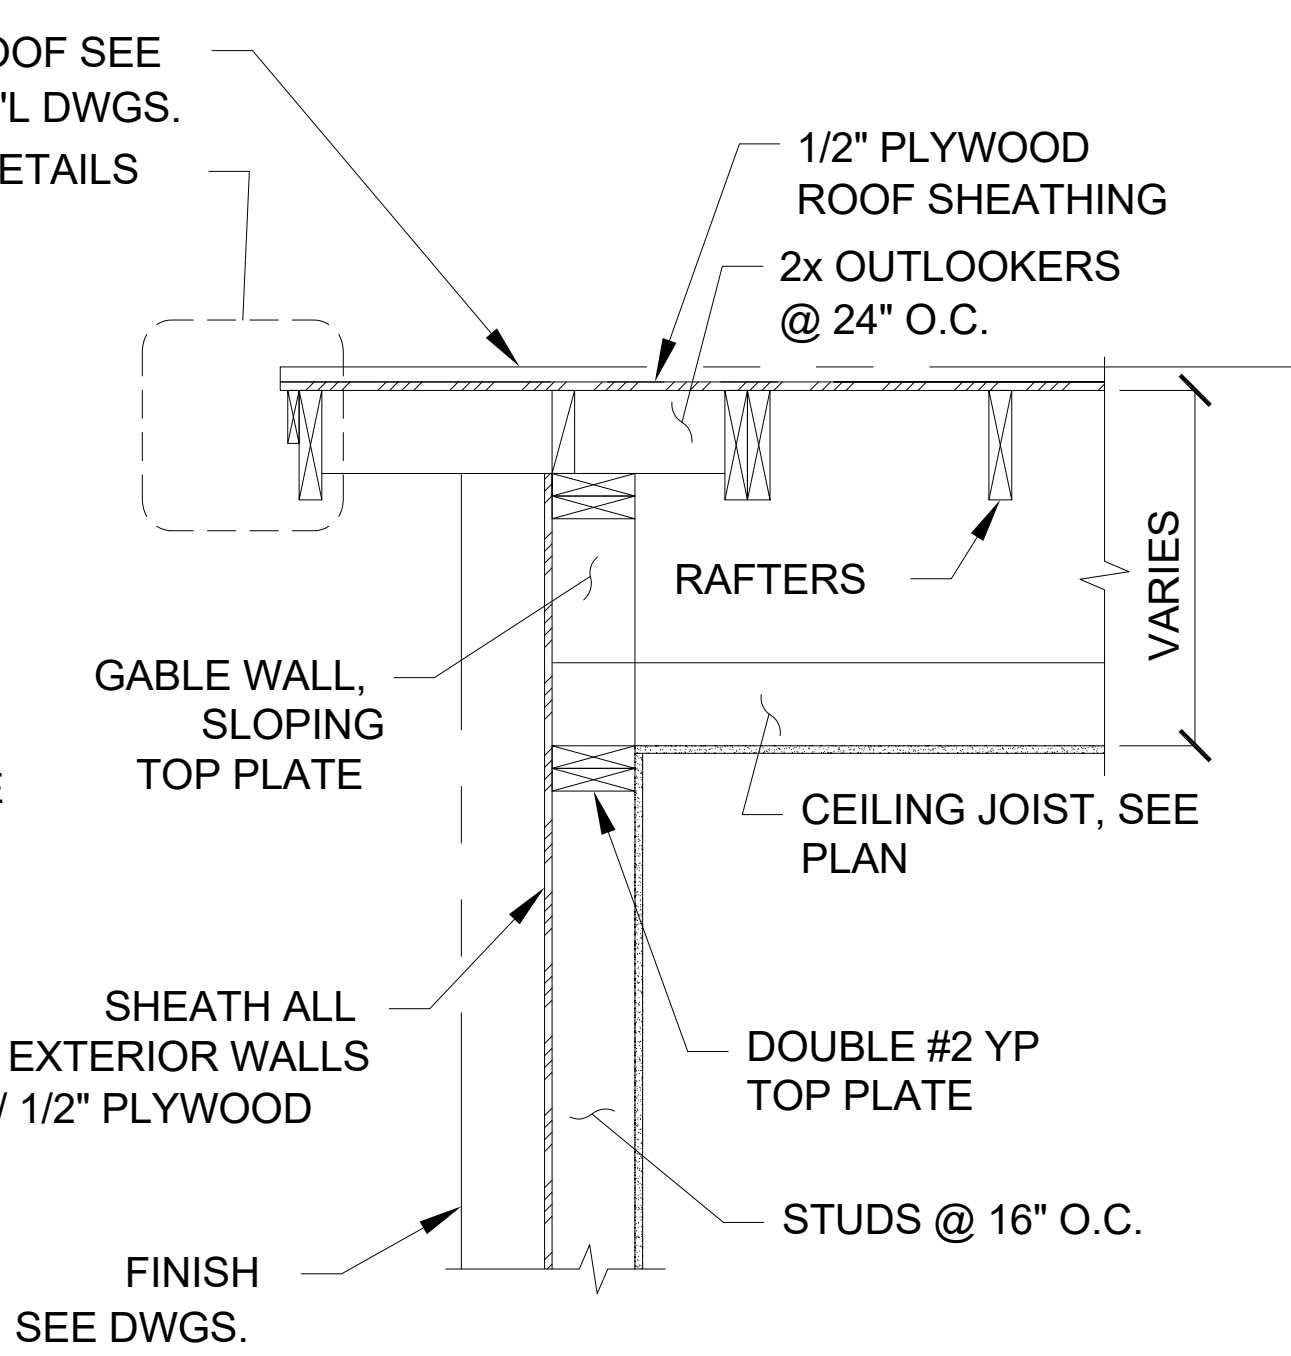 OOF SEE
'L DWGS.
ETAILS
1/2" PLYWOOD
ROOF SHEATHING
2x OUTLOOKERS
@ 24" O.C.
RAFTERS
VARIES
GABLE WALL,
SLOPING
TOP PLATE
E
CEILING JOIST, SEE
PLAN
SHEATH ALL
EXTERIOR WALLS
/ 1/2" PLYWOOD
DOUBLE #2 YP
TOP PLATE
STUDS @ 16" O.C.
FINISH
SEE DWGS.